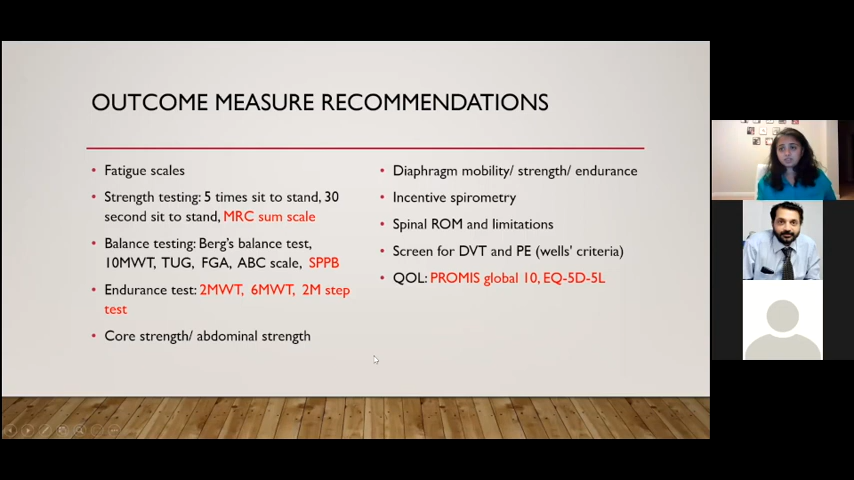 OUTCOME MEASURE RECOMMENDATIONS
• Fatigue scales
• Strength testing: 5 times sit to stand, 30
second sit to stand, MRC sum scale
• Balance testing: Berg's balance test,
10MWT, TUG, FGA, ABC scale, SPPB
• Endurance test: 2MWT, 6MWT, 2M step
test
• Core strength/ abdominal strength
• Diaphragm mobility/ strength/ endurance
• Incentive spirometry
• Spinal ROM and limitations
• Screen for DVT and PE (wells' criteria)
• QOL: PROMIS global 10, EQ-5D-5L